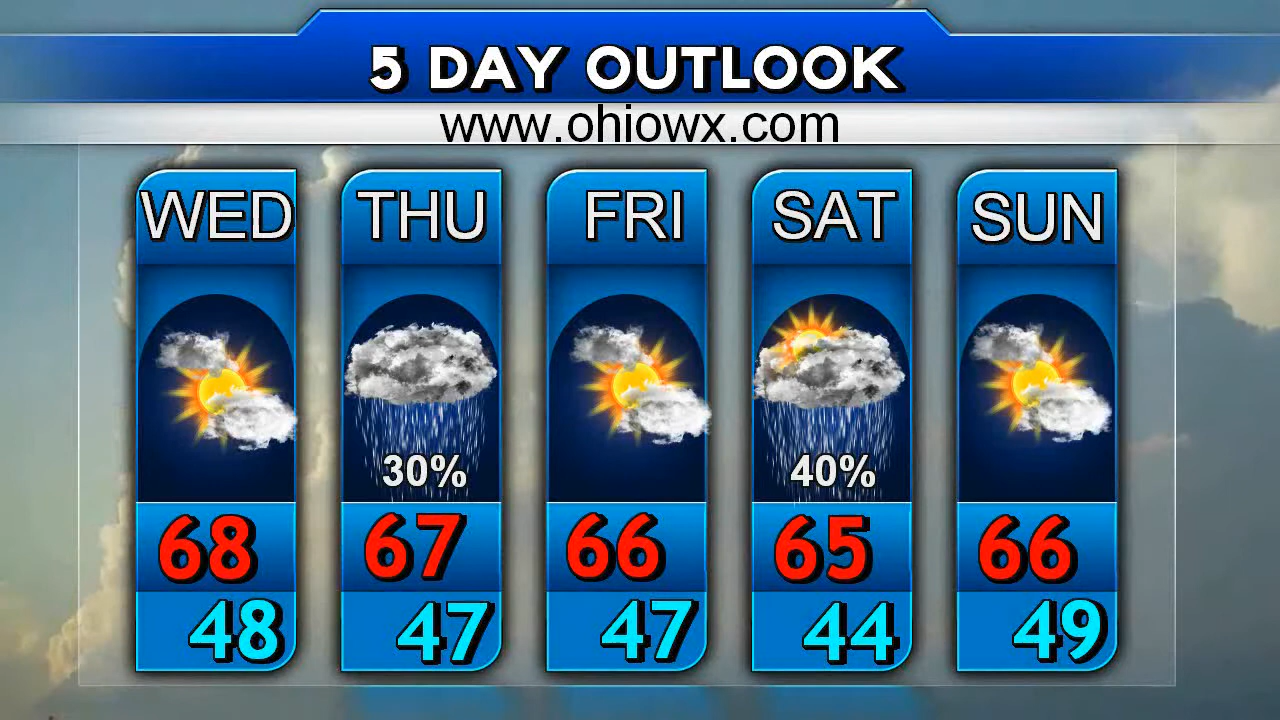 5 DAY OUTLOOK
www.ohiowx.com
WED THU FRI SAT SUN
30% 40%
68 67 66 65 66
48 47 47 44 49